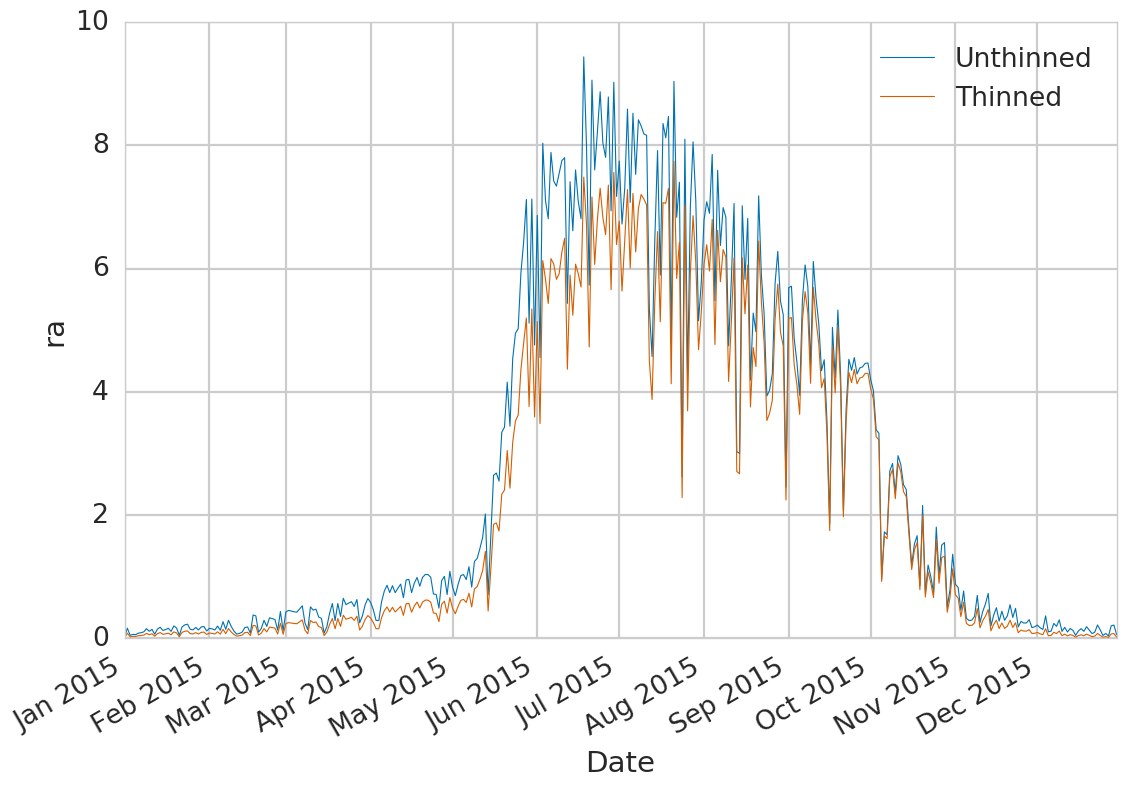 10
8
6
4
2
0
ra
Unthinned
Thinned
Jan 2015
Feb 2015
Mar 2015
Apr 2015
May 2015
Jun 2015
Jul 2015
Aug 2015
Sep 2015
Oct 2015
Nov 2015
Dec 2015
Date